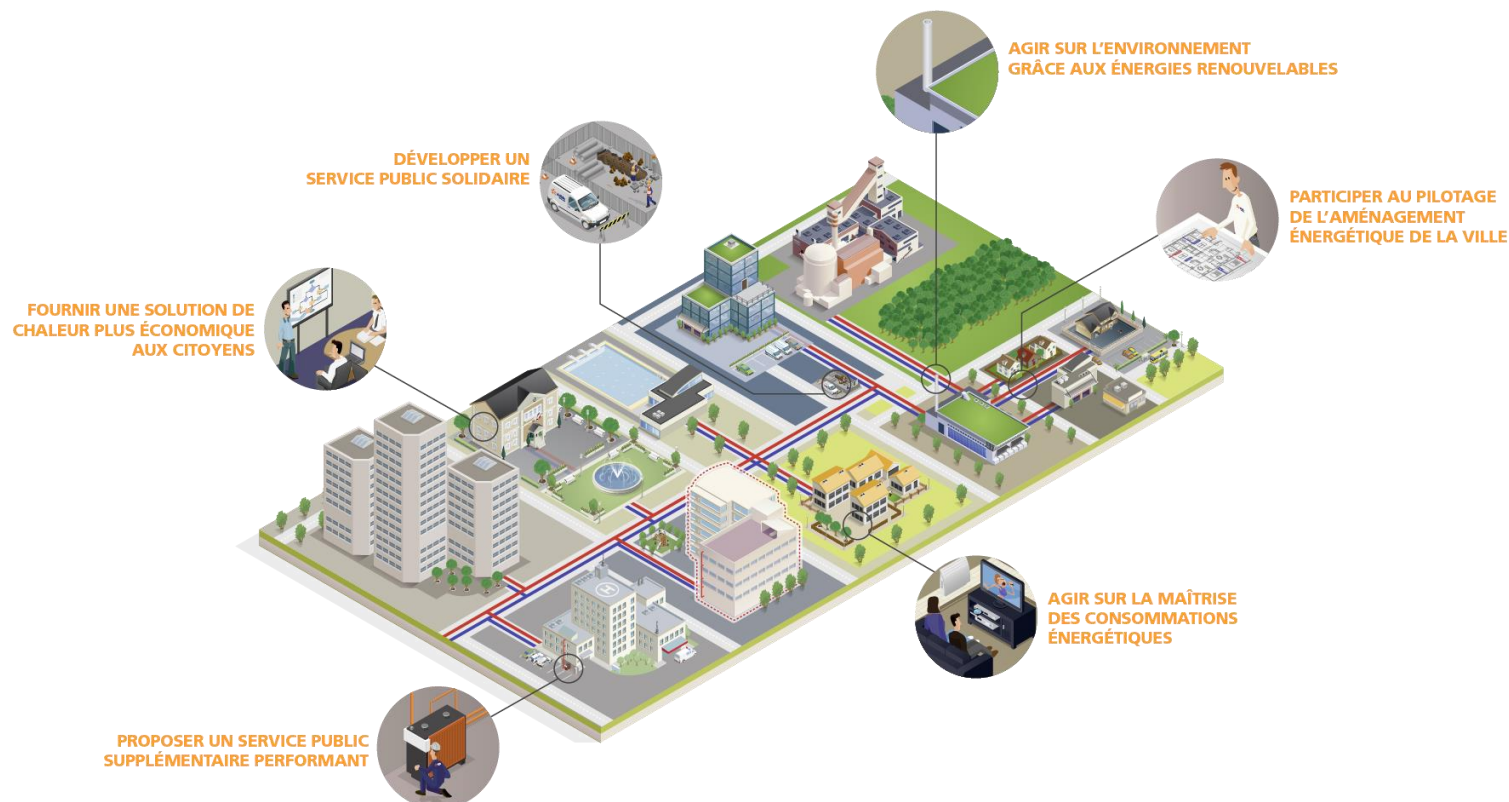 AGIR SUR L'ENVIRONNEMENT
GRÂCE AUX ÉNERGIES RENOUVELABLES
DÉVELOPPER UN
SERVICE PUBLIC SOLIDAIRE
PARTICIPER AU PILOTAGE
DE L'AMÉNAGEMENT
ÉNERGÉTIQUE DE LA VILLE
FOURNIR UNE SOLUTION DE
CHALEUR PLUS ÉCONOMIQUE
AUX CITOYENS
H
AGIR SUR LA MAÎTRISE
DES CONSOMMATIONS
ÉNERGÉTIQUES
PROPOSER UN SERVICE PUBLIC
SUPPLÉMENTAIRE PERFORMANT